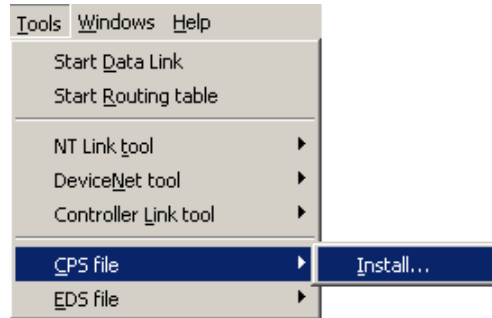 Tools Windows Help
Start Data Link
Start Routing table
NT Link tool
DeviceNet tool
Controller Link tool
CPS file
Install...
EDS file